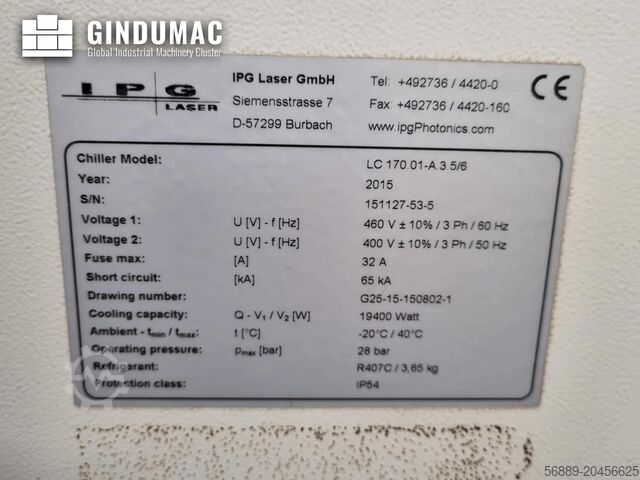 GINDUMAC
Global Industrial Machinery Cluster
IPG
LASER
IPG Laser GmbH
Siemensstrasse 7
D-57299 Burbach
Tel: +492736 / 4420-0
Fax: +492736 / 4420-160
www.ipgPhotonics.com
CE
Chiller Model: LC 170.01-A.3.5/6
Year: 2015
S/N: 151127-53-5
Voltage 1: U [V] - f [Hz] 460 V ± 10% / 3 Ph / 60 Hz
Voltage 2: U [V] - f [Hz] 400 V ± 10% / 3 Ph / 50 Hz
Fuse max: [A] 32 A
Short circuit: [kA] 65 kA
Drawing number: G25-15-150802-1
Cooling capacity: Q - V1 / V2 [W] 19400 Watt
Ambient - tmin / tmax: t [°C] -20°C / 40°C
Operating pressure: pmax [bar] 28 bar
Refrigerant: R407C / 3,65 kg
Protection class: IP54
56889-20456625